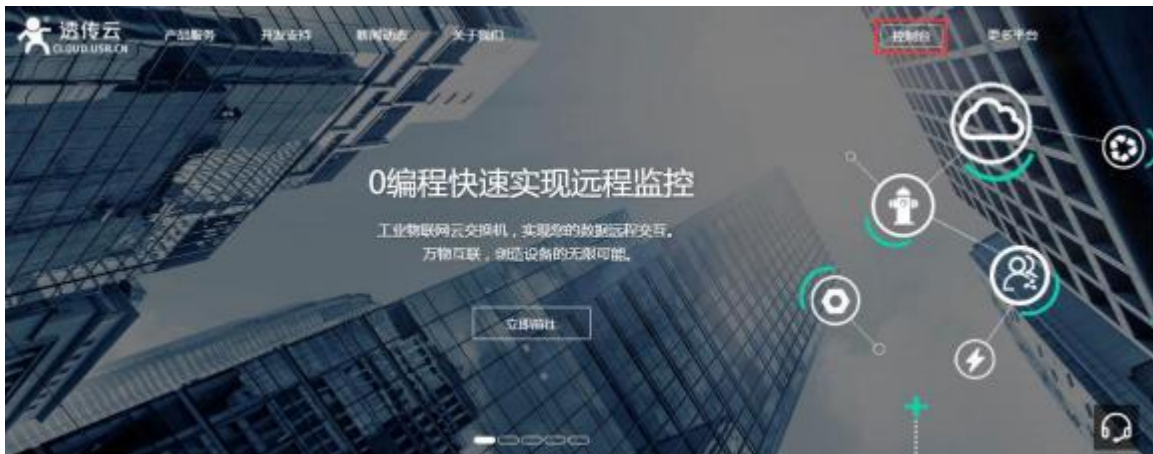 透传云
CLOUD.USR.CN
产品服务
开发支持
新闻动态
关于我们
控制台
更多平台
0编程快速实现远程监控
工业物联网云交换机，实现您的数据远程交互。
万物互联，创造设备的无限可能。
立即前往